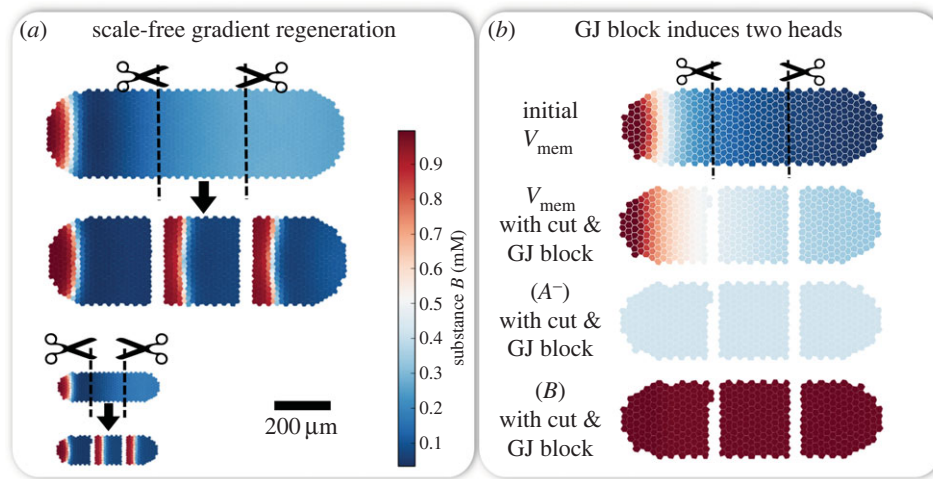 (a) scale-free gradient regeneration
0.9
0.8
0.7
0.6
0.5
0.4
0.3
0.2
0.1
substance B (mM)
200 µm
(b) GJ block induces two heads
initial
Vmem
Vmem
with cut &
GJ block
(A⁻)
with cut &
GJ block
(B)
with cut &
GJ block